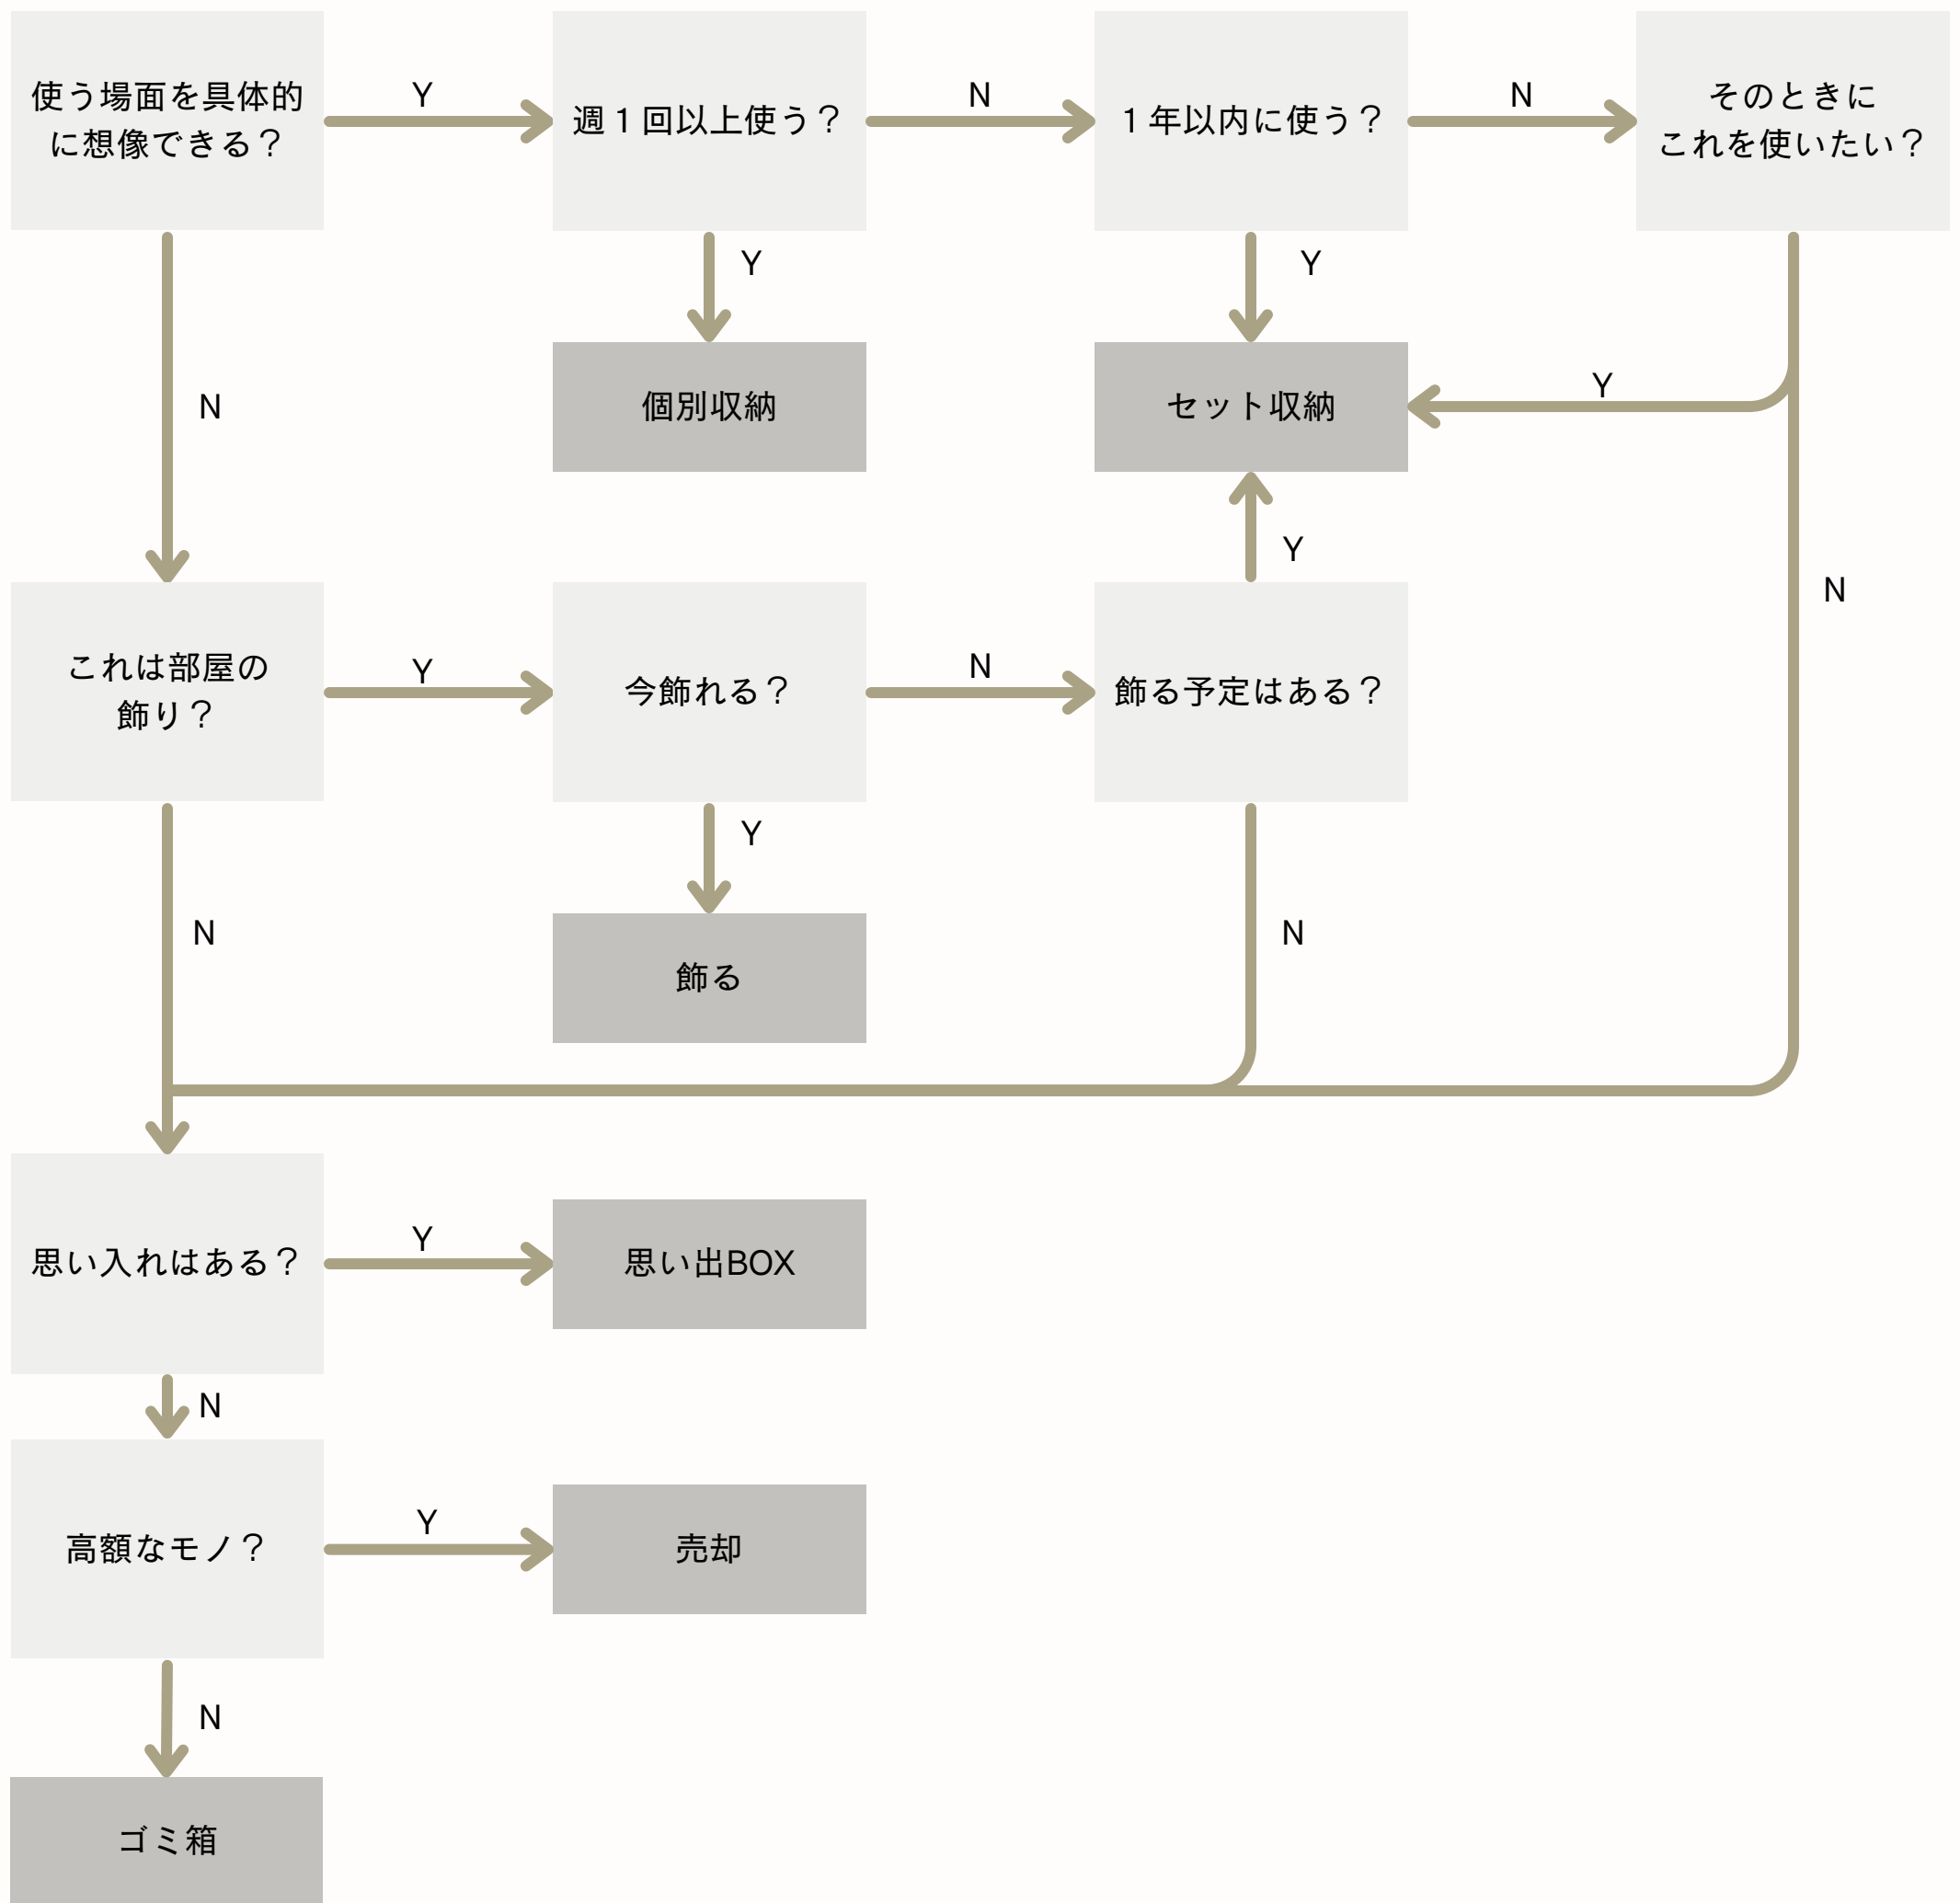 使う場面を具体的
に想像できる？
Y
週１回以上使う？
N
１年以内に使う？
N
そのときに
これを使いたい？
Y
Y
個別収納
セット収納
Y
N
Y
N
これは部屋の
飾り？
Y
今飾れる？
N
飾る予定はある？
Y
飾る
N
N
思い入れはある？
Y
思い出BOX
N
高額なモノ？
Y
売却
N
ゴミ箱